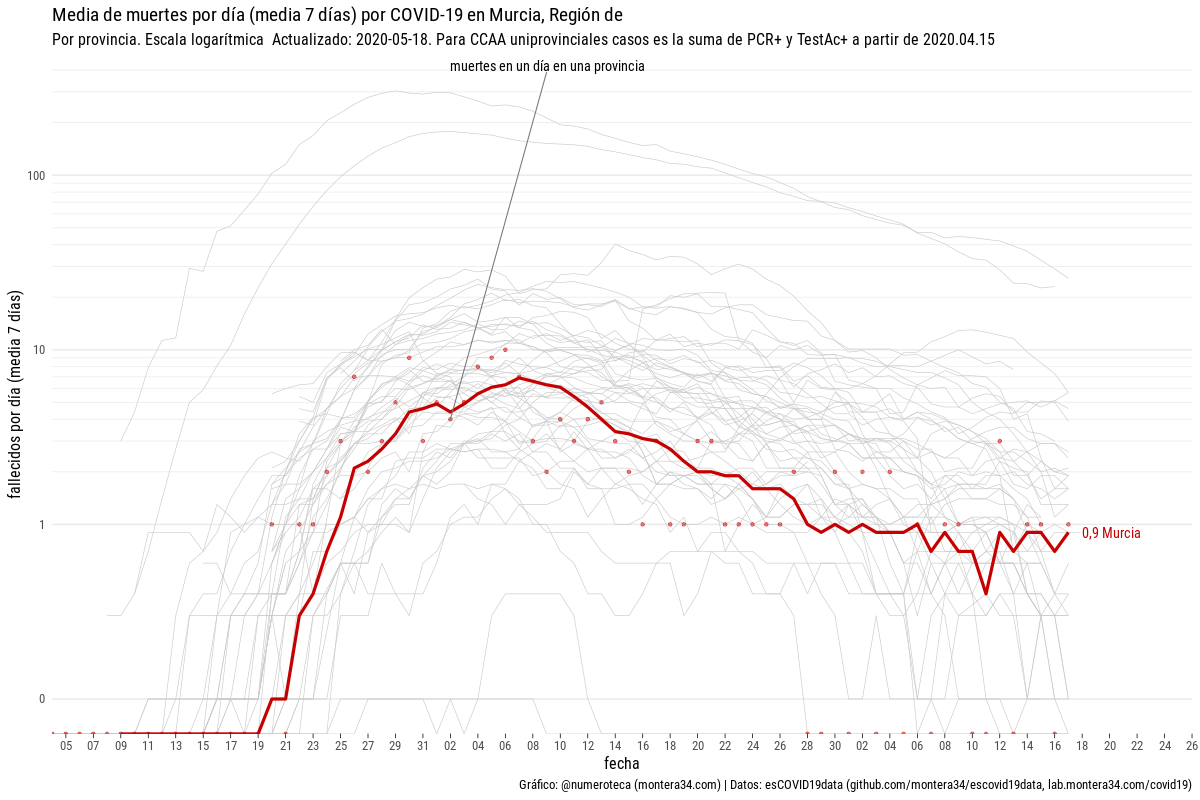 Media de muertes por día (media 7 días) por COVID-19 en Murcia, Región de
Por provincia. Escala logarítmica  Actualizado: 2020-05-18. Para CCAA uniprovinciales casos es la suma de PCR+ y TestAc+ a partir de 2020.04.15
muertes en un día en una provincia
fallecidos por día (media  7 días)
100
10
1
0
0,9 Murcia
05 07 09 11 13 15 17 19 21 23 25 27 29 31 02 04 06 08 10 12 14 16 18 20 22 24 26 28 30 02 04 06 08 10 12 14 16 18 20 22 24 26
fecha
Gráfico: @numeroteca (montera34.com) | Datos: esCOVID19data (github.com/montera34/escovid19data, lab.montera34.com/covid19)